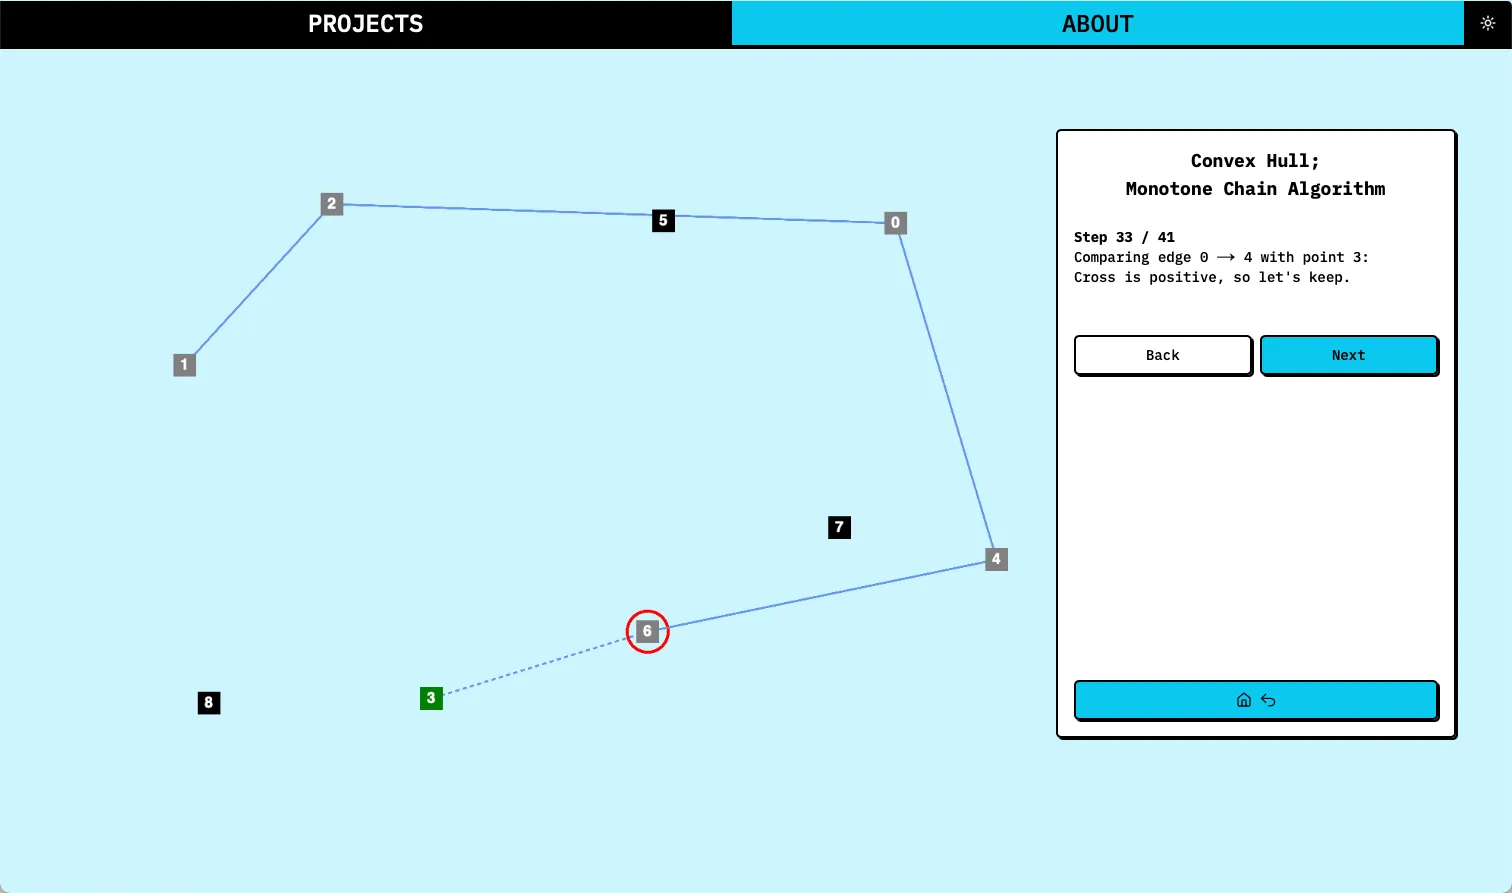 PROJECTS
ABOUT
Convex Hull;
Monotone Chain Algorithm
Step 33 / 41
Comparing edge 0 → 4 with point 3:
Cross is positive, so let's keep.
Back
Next
2
5
0
1
7
4
6
3
8